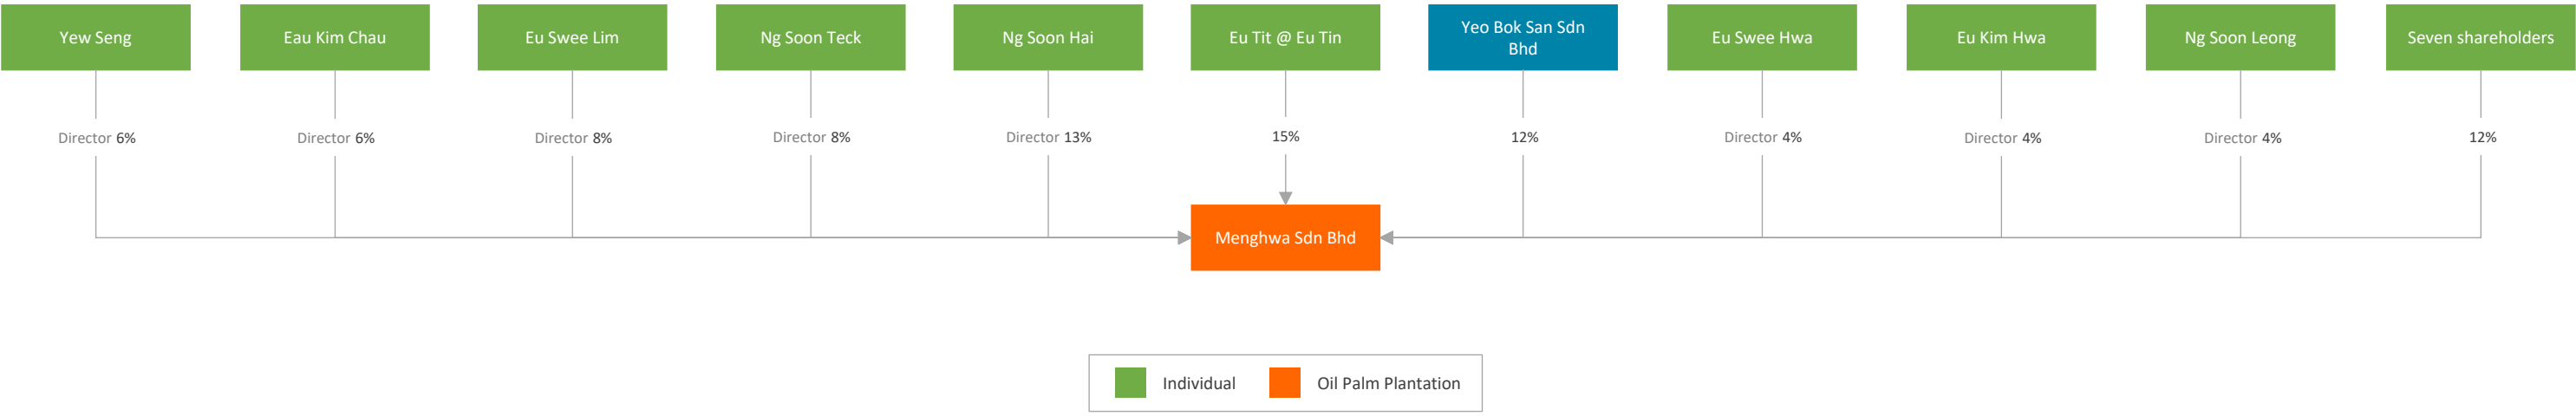 Yew Seng
Eau Kim Chau
Eu Swee Lim
Ng Soon Teck
Ng Soon Hai
Eu Tit @ Eu Tin
Yeo Bok San Sdn
Bhd
Eu Swee Hwa
Eu Kim Hwa
Ng Soon Leong
Seven shareholders
Director 6%
Director 6%
Director 8%
Director 8%
Director 13%
15%
12%
Director 4%
Director 4%
Director 4%
12%
Menghwa Sdn Bhd
Individual
Oil Palm Plantation